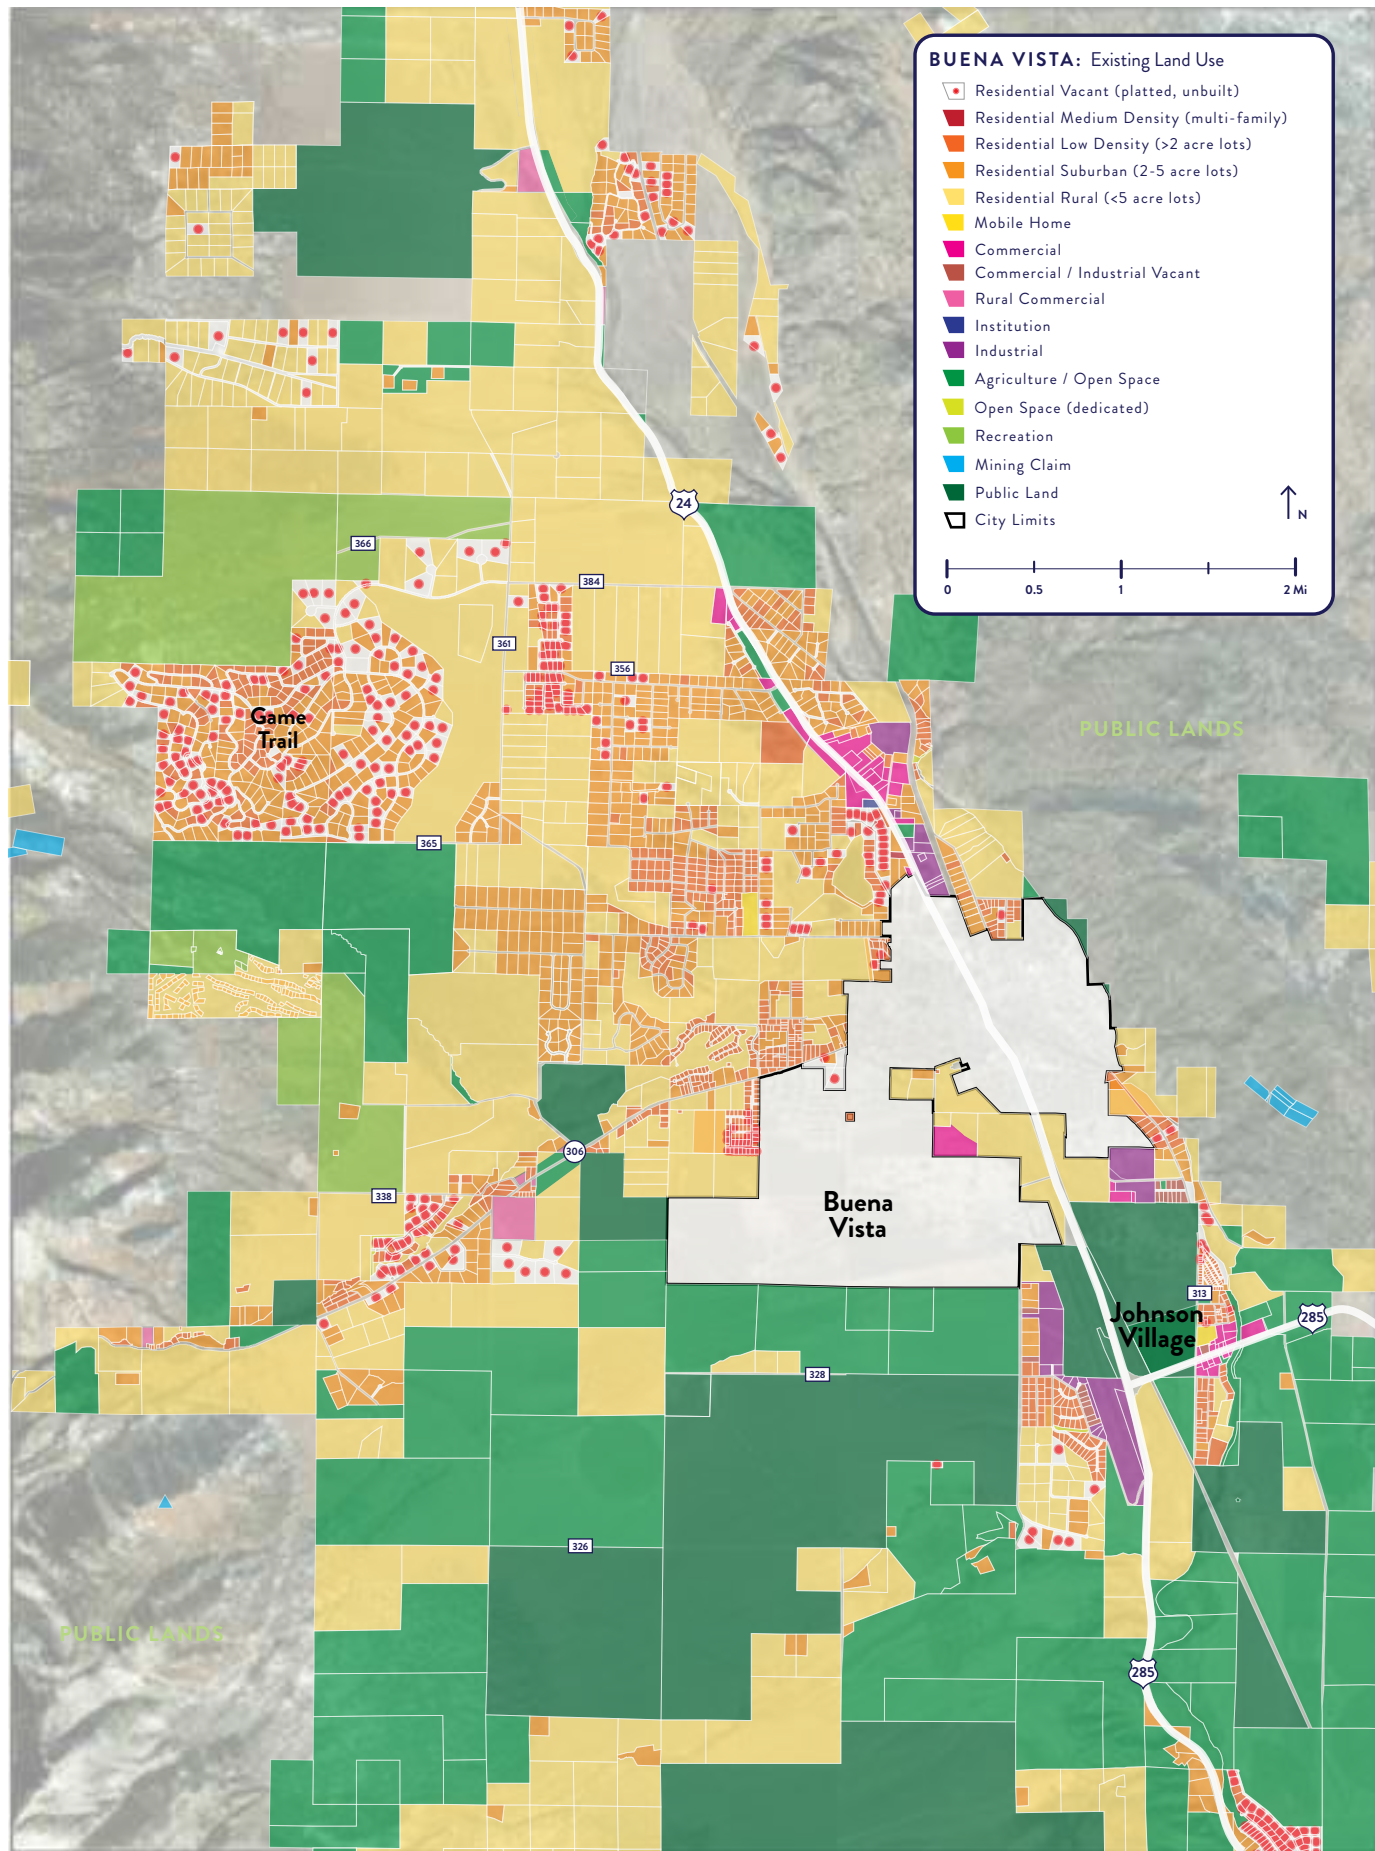 BUENA VISTA: Existing Land Use
Residential Vacant (platted, unbuilt)
Residential Medium Density (multi-family)
Residential Low Density (>2 acre lots)
Residential Suburban (2-5 acre lots)
Residential Rural (<5 acre lots)
Mobile Home
Commercial
Commercial / Industrial Vacant
Rural Commercial
Institution
Industrial
Agriculture / Open Space
Open Space (dedicated)
Recreation
Mining Claim
Public Land
City Limits
N
0 0.5 1 2 Mi
24
366
384
361
356
Game
Trail
PUBLIC LANDS
365
306
338
Buena
Vista
313
Johnson
Village
285
328
326
PUBLIC LANDS
285